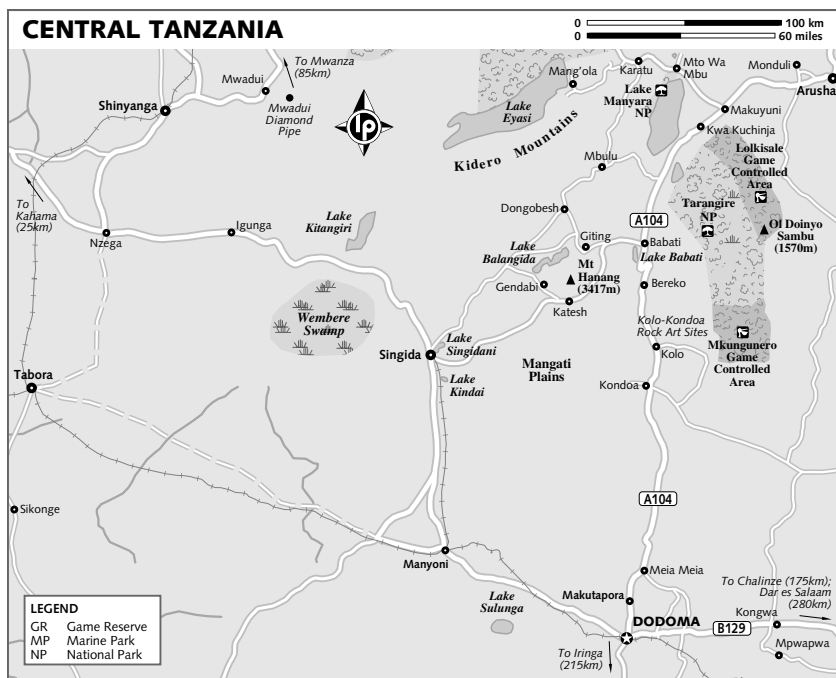 CENTRAL TANZANIA
0 100 km
0 60 miles
To Mwanza
(85km)
Mwadui
Mwadui
Diamond
Pipe
Shinyanga
lp
Mang'ola
Karatu
Mto Wa
Mbu
Monduli
Arusha
Lake
Eyasi
Lake
Manyara
NP
Makuyuni
Kwa Kuchinja
Kidero Mountains
Lolkisale
Game
Controlled
Area
Mbulu
To
Kahama
(25km)
Nzega
Igunga
Lake
Kitangiri
Dongobesh
A104
Tarangire
NP
Ol Doinyo
Sambu
(1570m)
Giting
Babati
Lake Babati
Lake
Balangida
Mt
Hanang
(3417m)
Gendabi
Bereko
Katesh
Wembere
Swamp
Kolo-Kondoa
Rock Art Sites
Kolo
Mkungunero
Game
Controlled
Area
Lake
Singidani
Singida
Mangati
Plains
Lake
Kindai
Kondoa
Tabora
A104
Sikonge
Manyoni
Meia Meia
Lake
Sulunga
Makutapora
To Chalinze (175km);
Dar es Salaam
(280km)
Kongwa
DODOMA
B129
Mpwapwa
To Iringa
(215km)
LEGEND
GR Game Reserve
MP Marine Park
NP National Park